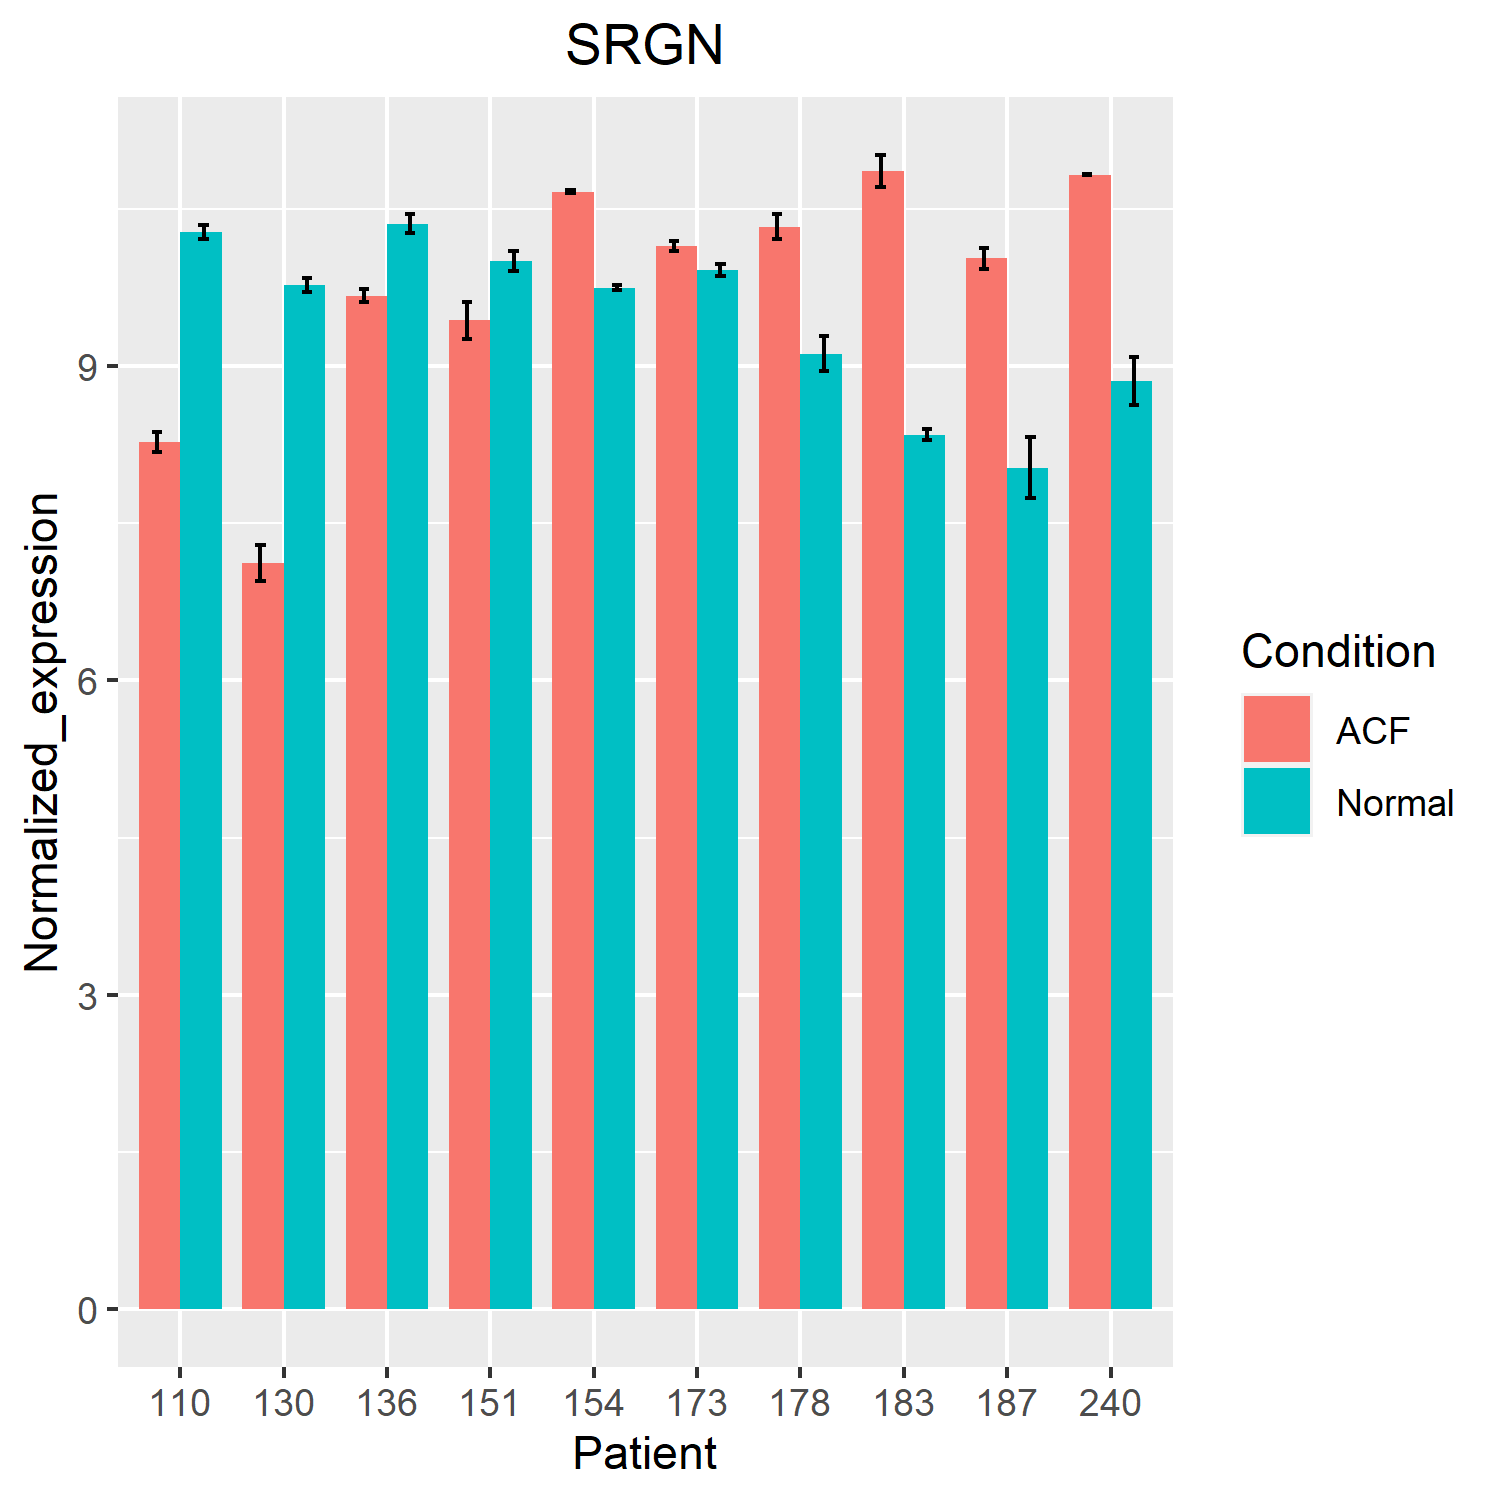 SRGN
Normalized_expression
9
6
3
0
110 130 136 151 154 173 178 183 187 240
Patient
Condition
ACF
Normal